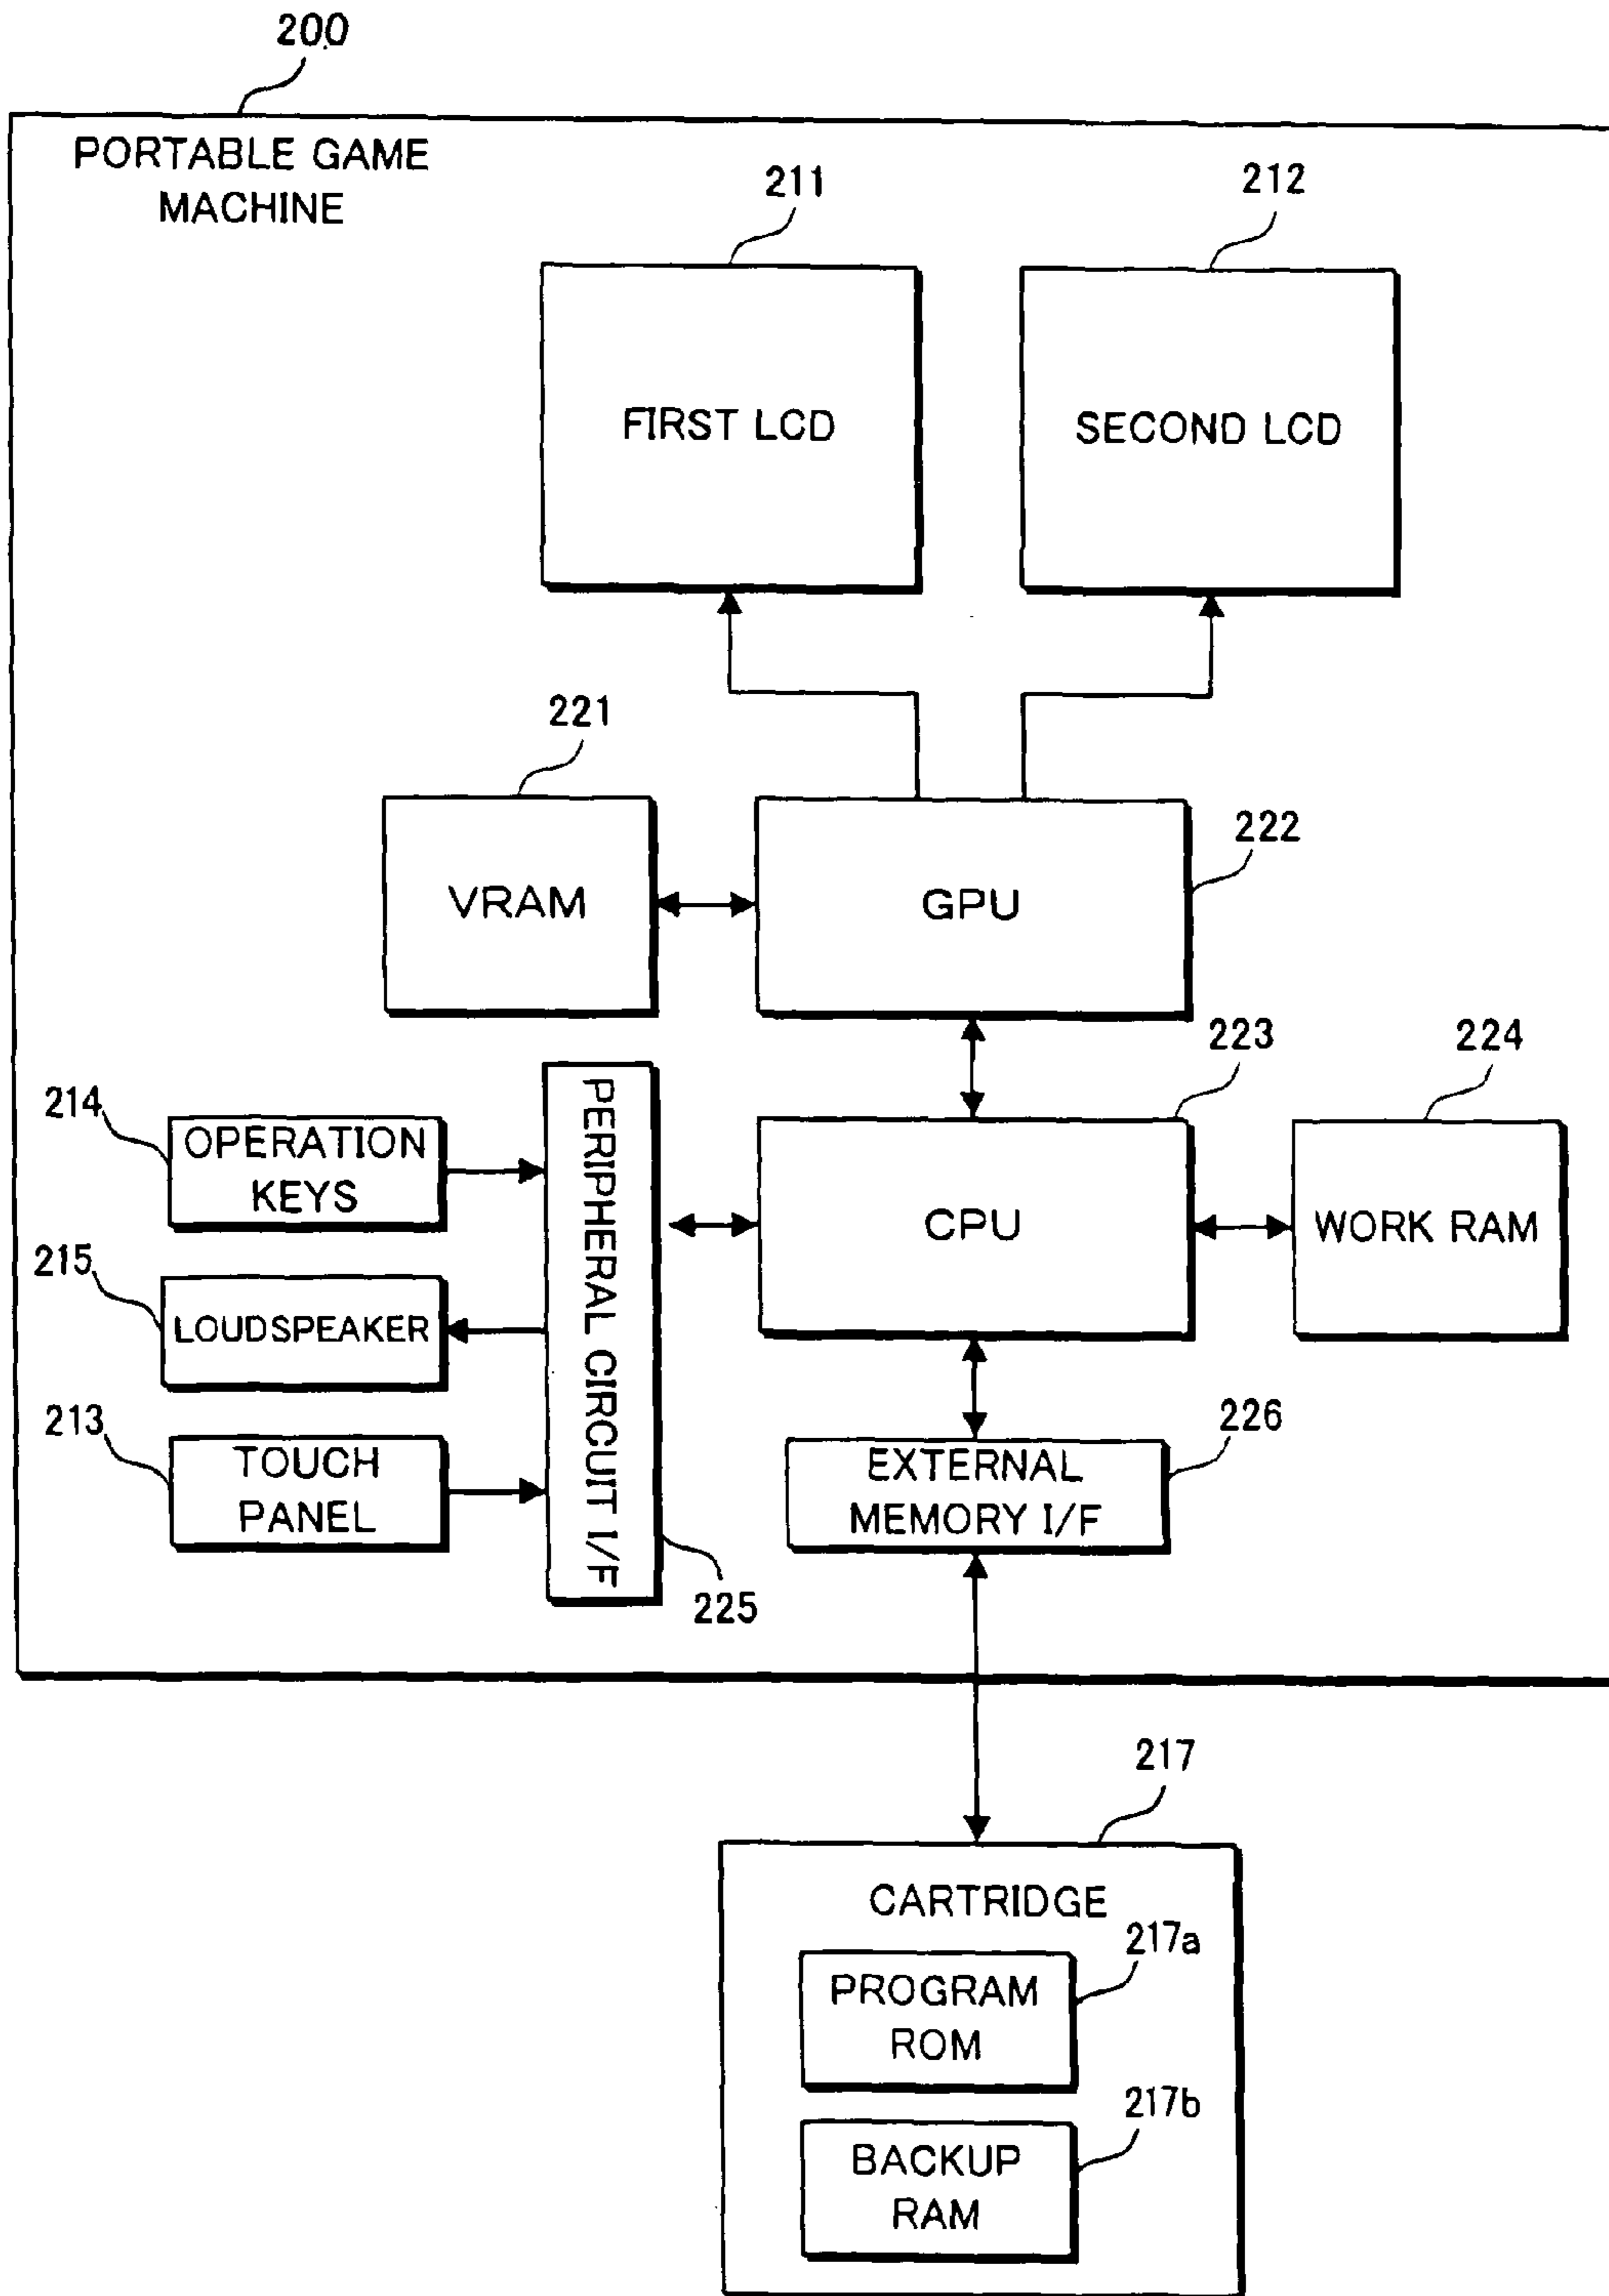 200
PORTABLE GAME
MACHINE
211
212
FIRST LCD
SECOND LCD
221
VRAM
GPU
222
223
224
214
OPERATION
KEYS
PERIPHERAL CIRCUIT I/F
CPU
WORK RAM
215
LOUDSPEAKER
213
TOUCH
PANEL
225
226
EXTERNAL
MEMORY I/F
217
CARTRIDGE
217a
PROGRAM
ROM
217b
BACKUP
RAM